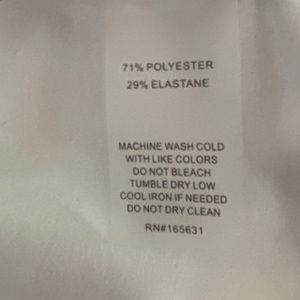 71% POLYESTER
29% ELASTANE
MACHINE WASH COLD
WITH LIKE COLORS
DO NOT BLEACH
TUMBLE DRY LOW
COOL IRON IF NEEDED
DO NOT DRY CLEAN
RN#165631